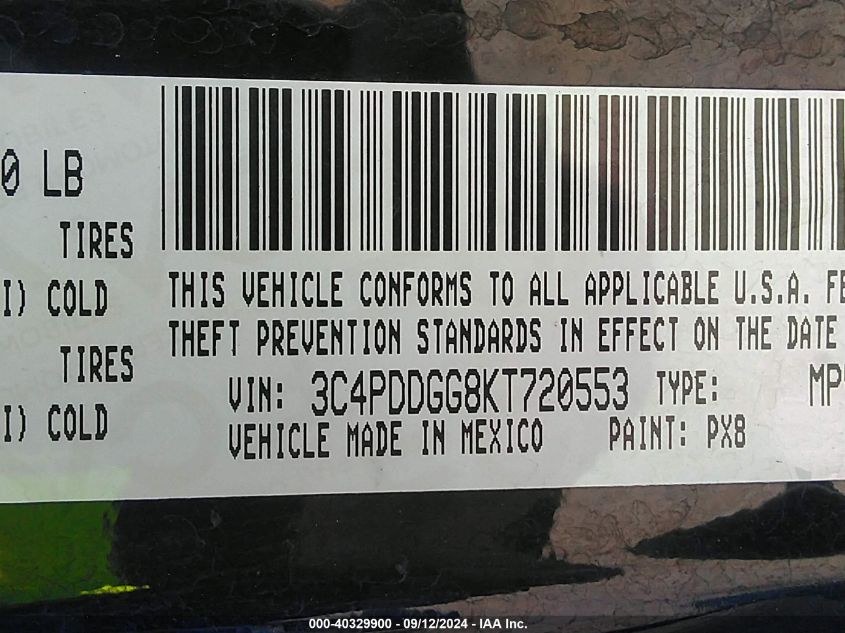 0 LB
TIRES
I) COLD
TIRES
I) COLD
THIS VEHICLE CONFORMS TO ALL APPLICABLE U.S.A. FE
THEFT PREVENTION STANDARDS IN EFFECT ON THE DATE
VIN: 3C4PDDGG8KT720553 TYPE: MP
VEHICLE MADE IN MEXICO PAINT: PX8
000-40329900 - 09/12/2024 - IAA Inc.